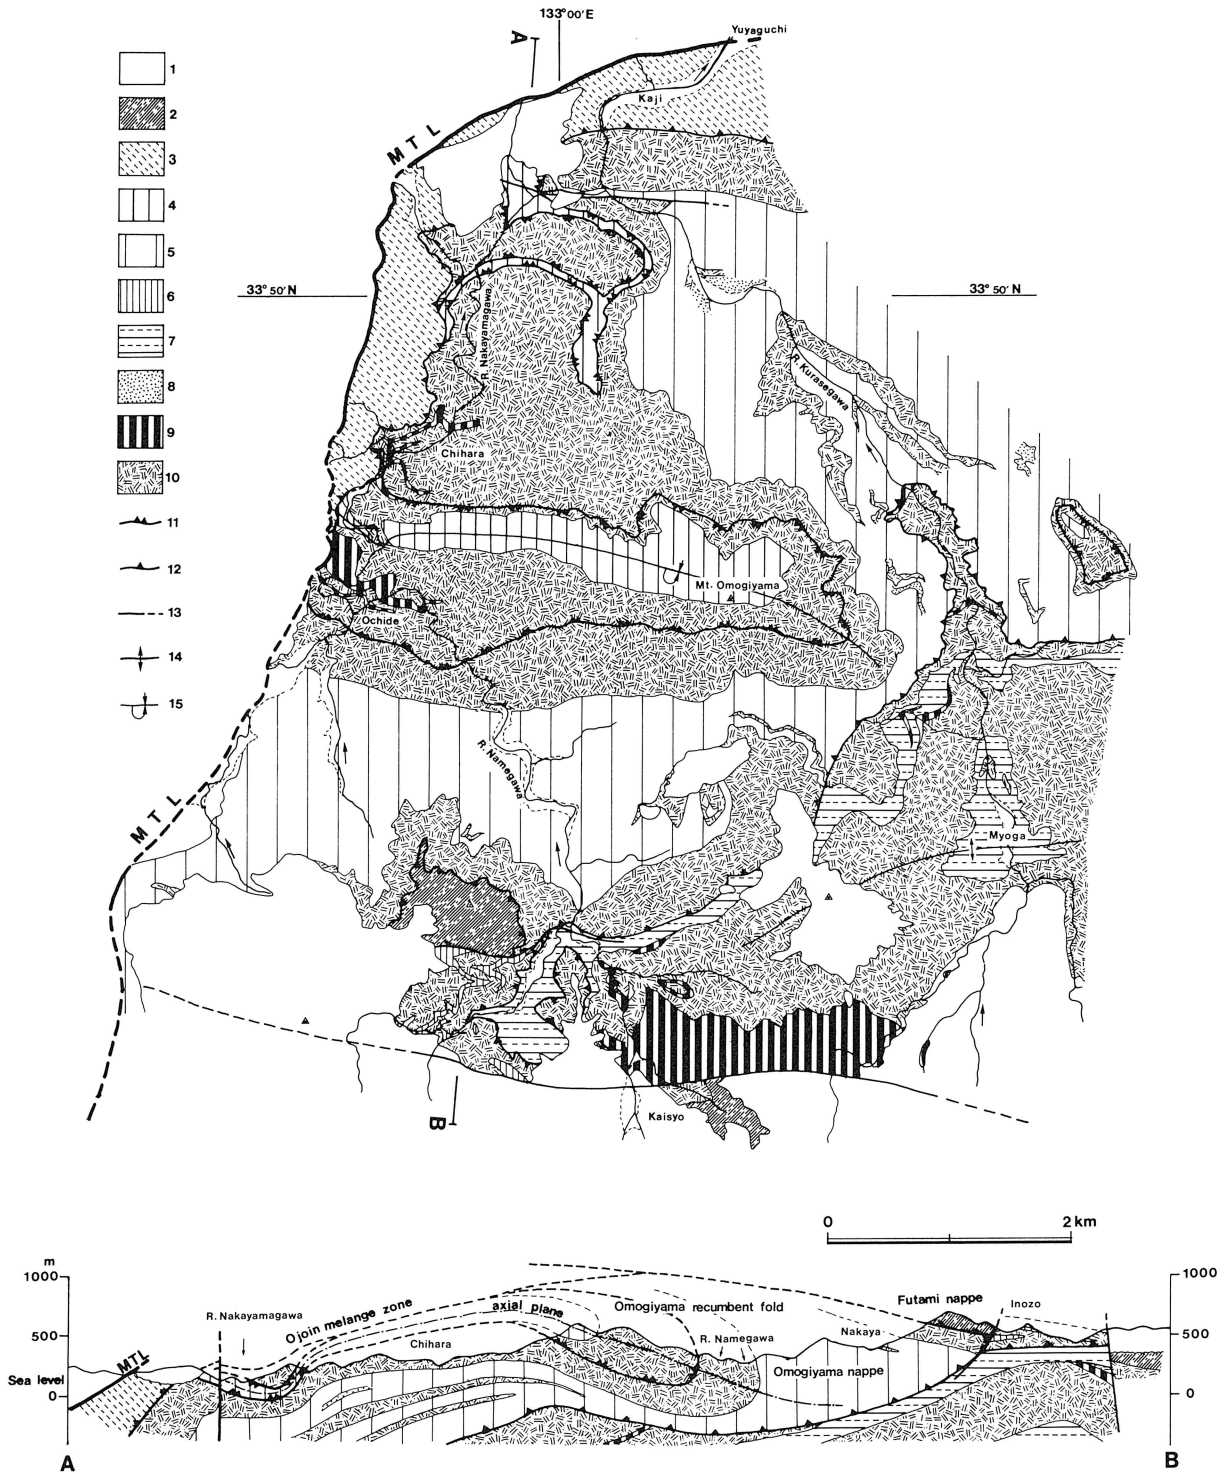 133°00'E
A
Yuyaguchi
Kaji
MTL
1
2
3
4
5
6
7
8
9
10
11
12
13
14
15
33°50'N
33°50'N
R. Nakayamagawa
R. Kurasegawa
Chihara
Mt. Omogiyama
Ochide
R. Namegawa
MTL
Myoga
Kaisyo
B
0 2 km
m
1000
500
Sea level
0
R. Nakayamagawa
MTL
Ojoin melange zone
Chihara
axial plane
Omogiyama recumbent fold
R. Namegawa
Nakaya
Omogiyama nappe
Futami nappe
Inozo
1000
500
0
A
B